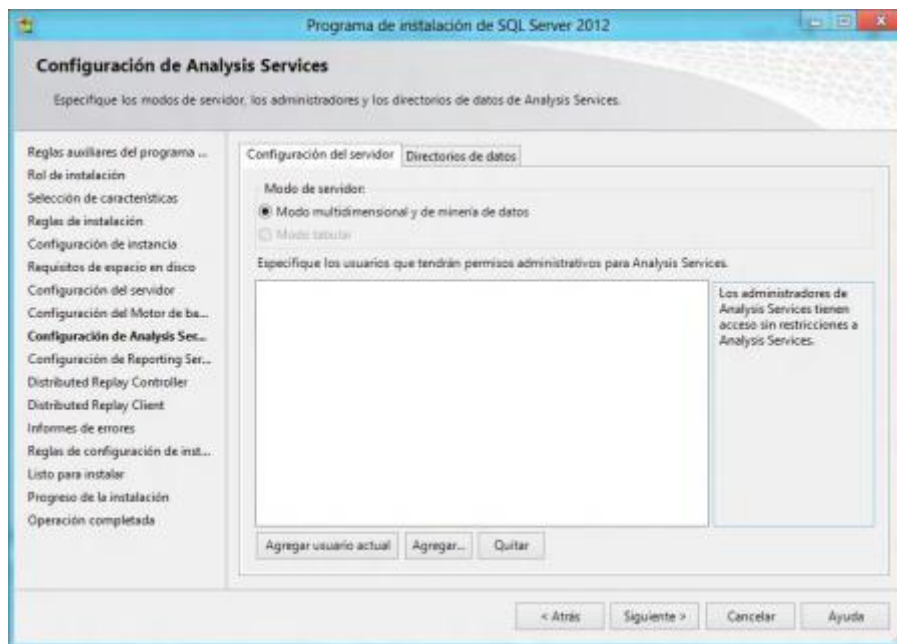 Programa de instalación de SQL Server 2012
Configuración de Analysis Services
Especifique los modos de servidor, los administradores y los directorios de datos de Analysis Services.
Reglas auxiliares del programa ...
Rol de instalación
Selección de características
Reglas de instalación
Configuración de instancia
Requisitos de espacio en disco
Configuración del servidor
Configuración del Motor de ba...
Configuración de Analysis Ser...
Configuración de Reporting Ser...
Distributed Replay Controller
Distributed Replay Client
Informes de errores
Reglas de configuración de inst...
Listo para instalar
Progreso de la instalación
Operación completada
Configuración del servidor
Directorios de datos
Modo de servidor:
Modo multidimensional y de minería de datos
Modo tabular
Especifique los usuarios que tendrán permisos administrativos para Analysis Services.
Los administradores de
Analysis Services tienen
acceso sin restricciones a
Analysis Services.
Agregar usuario actual
Agregar...
Quitar
< Atrás
Siguiente >
Cancelar
Ayuda